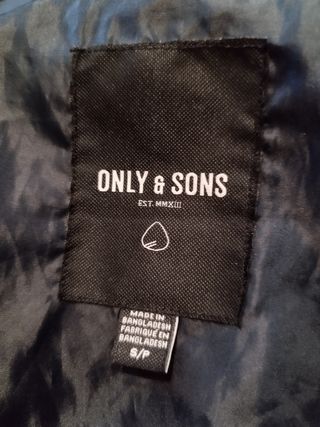 ONLY & SONS
EST. MMXIII
MADE IN
BANGLADESH
FABRIQUÉ EN
BANGLADESH
S/P